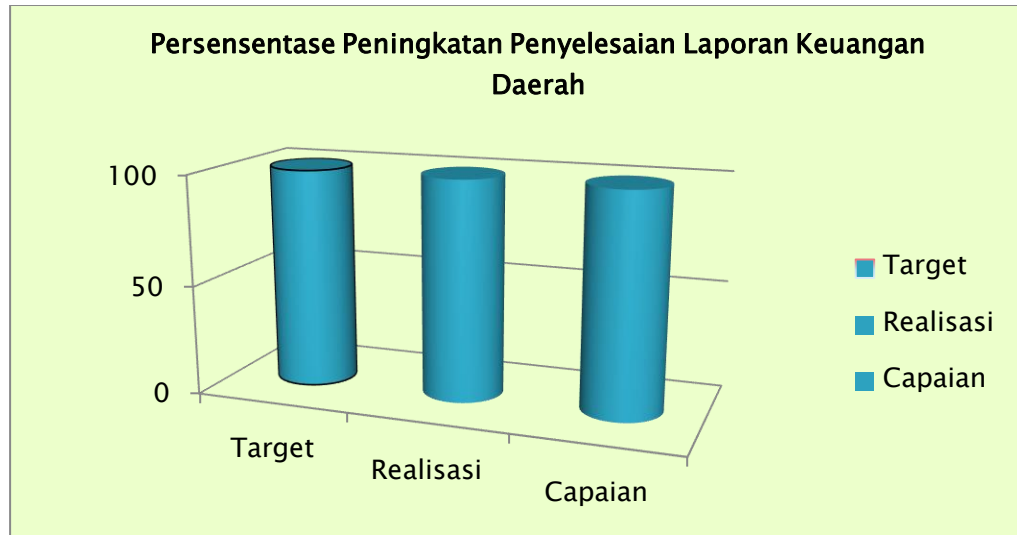 Persensentase Peningkatan Penyelesaian Laporan Keuangan
Daerah
100
50
0
Target
Realisasi
Capaian
Target
Realisasi
Capaian